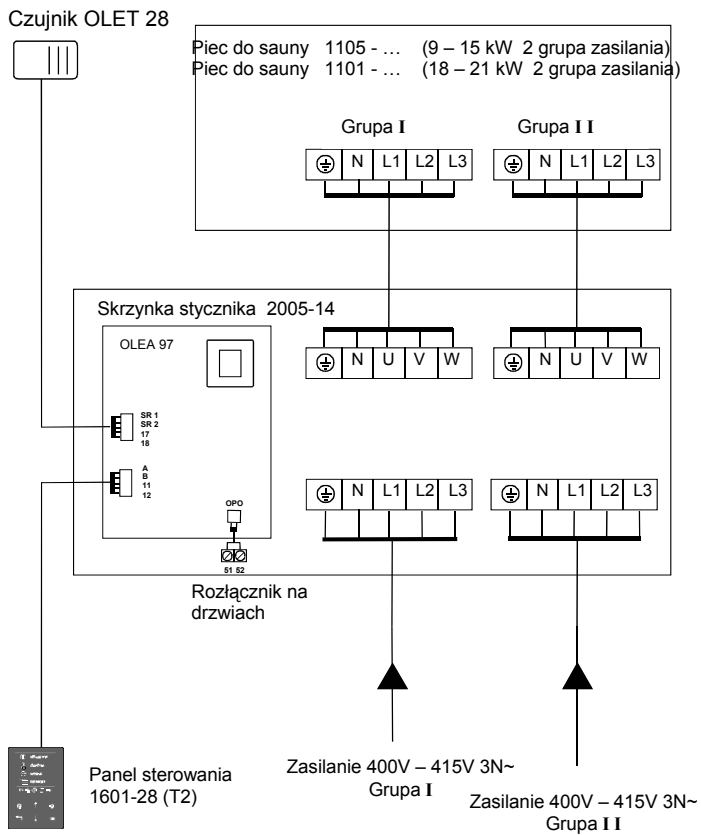 Czujnik OLET 28
Piec do sauny 1105 - … (9 – 15 kW 2 grupa zasilania)
Piec do sauny 1101 - … (18 – 21 kW 2 grupa zasilania)
Grupa I
Grupa I I
N L1 L2 L3
N L1 L2 L3
Skrzynka stycznika 2005-14
OLEA 97
N U V W
N U V W
SR 1
SR 2
17
18
A
B
11
12
N L1 L2 L3
N L1 L2 L3
OPO
51 52
Rozłącznik na
drzwiach
Panel sterowania
1601-28 (T2)
Zasilanie 400V – 415V 3N~
Grupa I
Zasilanie 400V – 415V 3N~
Grupa I I